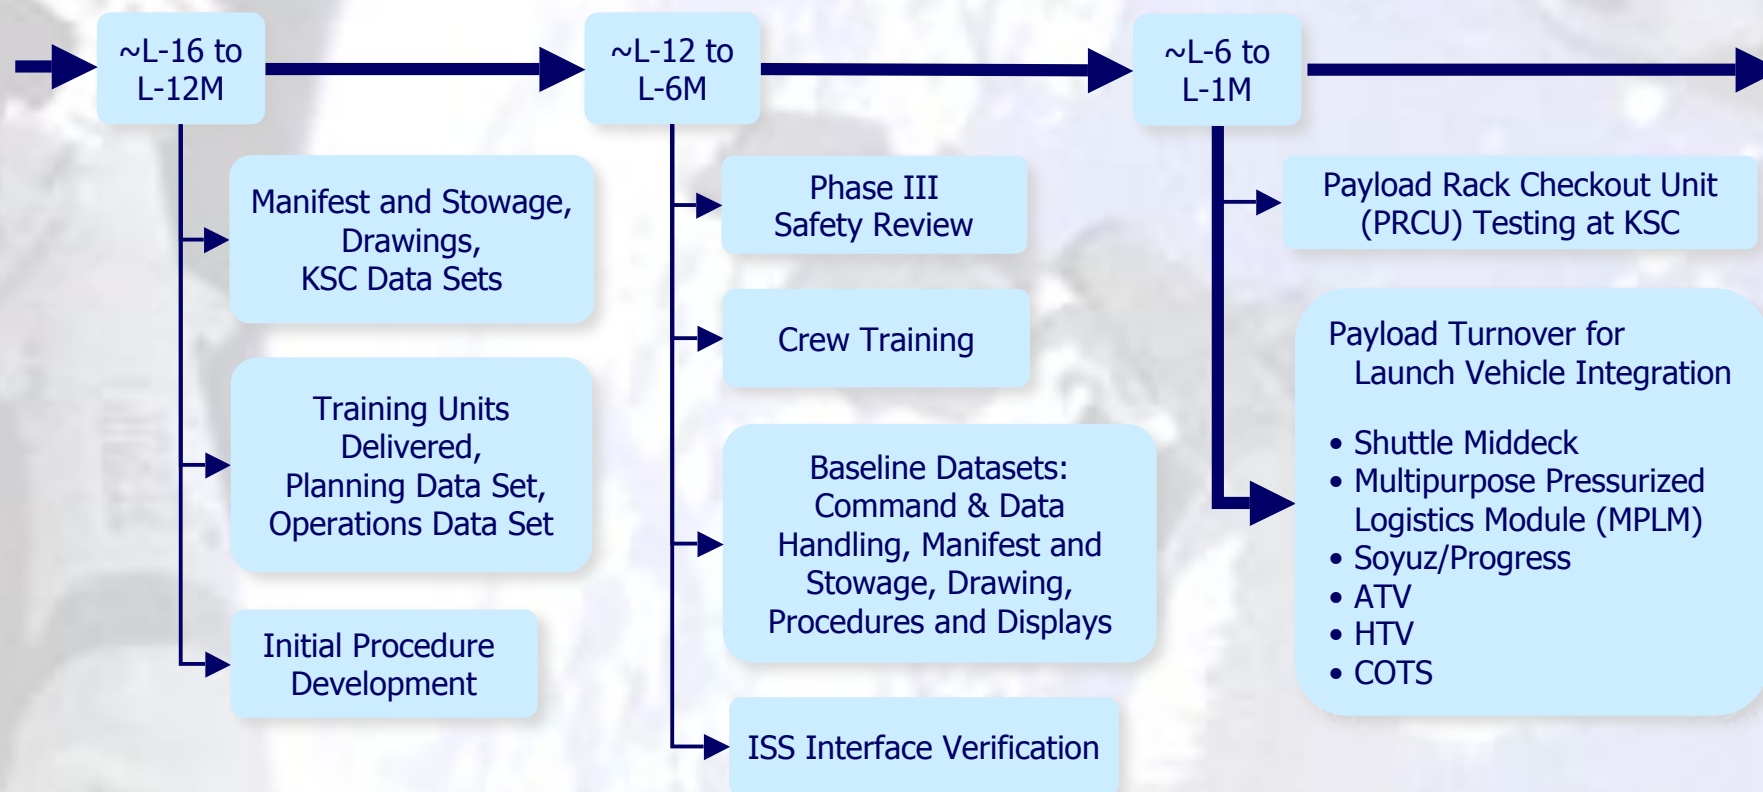 ~L-16 to
L-12M
~L-12 to
L-6M
~L-6 to
L-1M
Manifest and Stowage,
Drawings,
KSC Data Sets
Training Units
Delivered,
Planning Data Set,
Operations Data Set
Initial Procedure
Development
Phase III
Safety Review
Crew Training
Baseline Datasets:
Command & Data
Handling, Manifest and
Stowage, Drawing,
Procedures and Displays
ISS Interface Verification
Payload Rack Checkout Unit
(PRCU) Testing at KSC
Payload Turnover for
Launch Vehicle Integration
• Shuttle Middeck
• Multipurpose Pressurized
Logistics Module (MPLM)
• Soyuz/Progress
• ATV
• HTV
• COTS